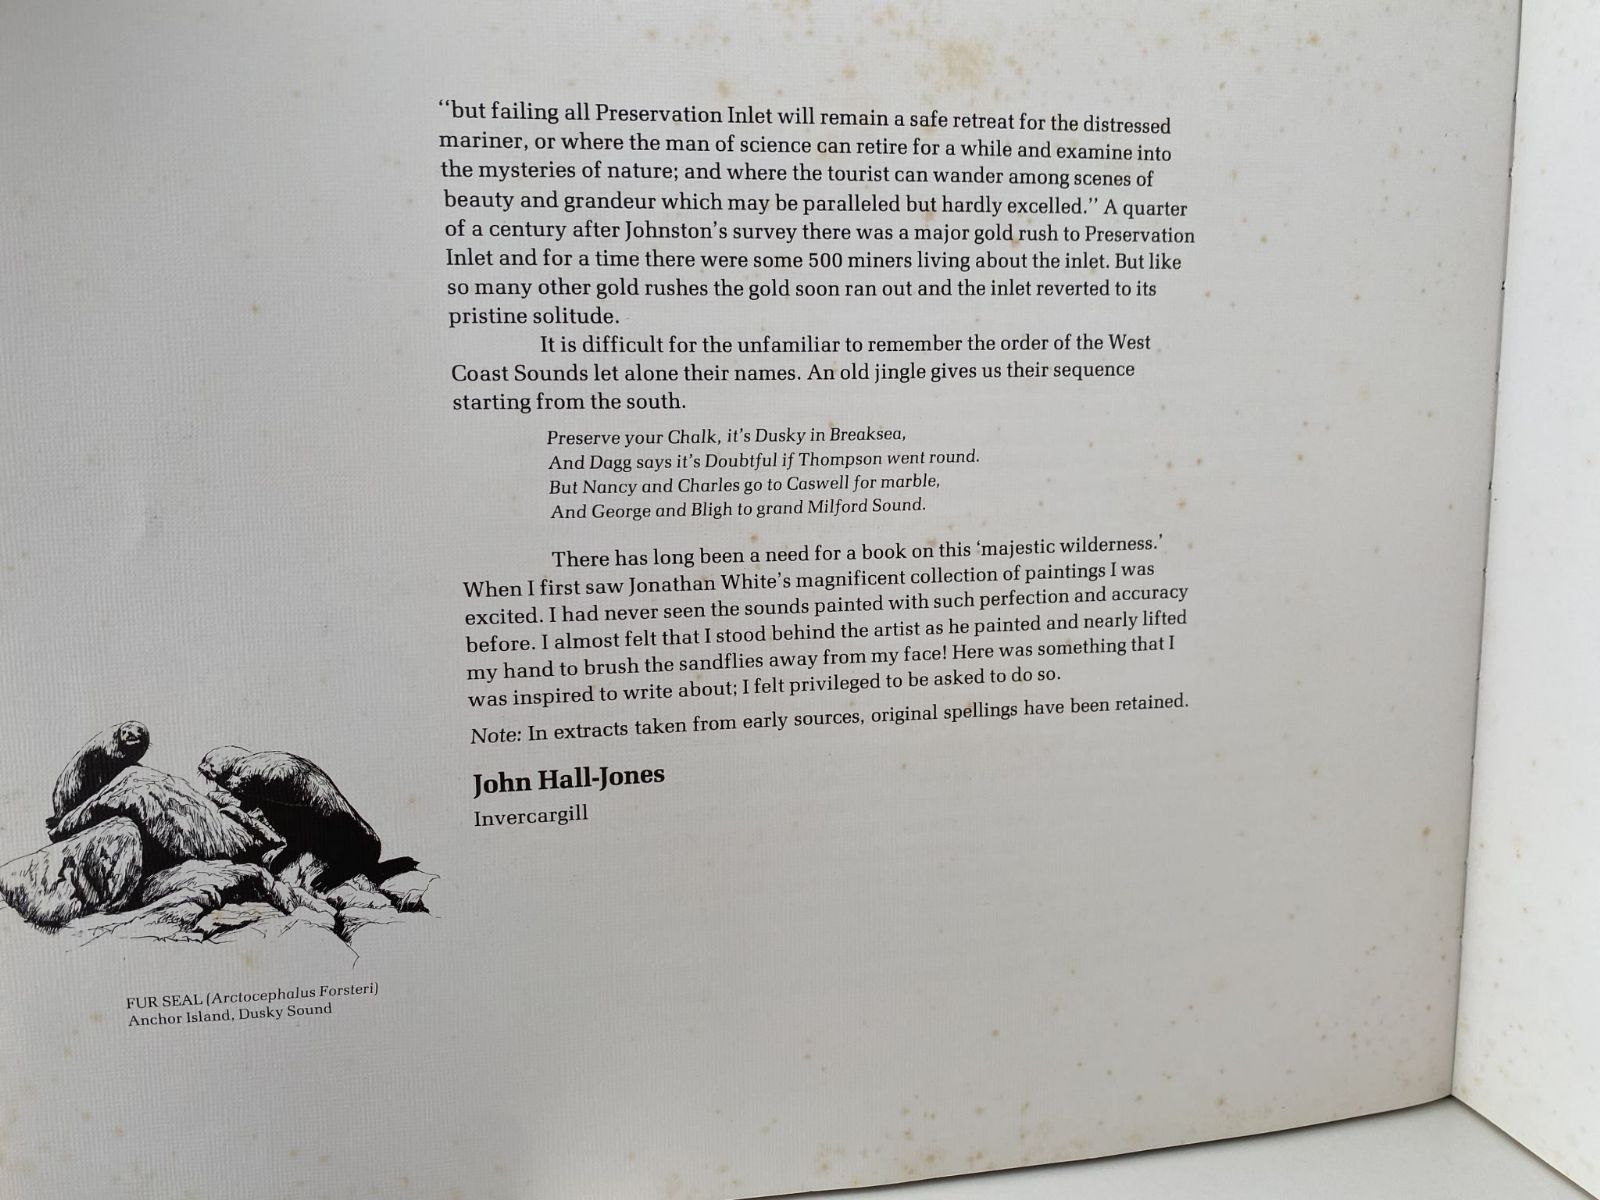 “but failing all Preservation Inlet will remain a safe retreat for the distressed
mariner, or where the man of science can retire for a while and examine into
the mysteries of nature; and where the tourist can wander among scenes of
beauty and grandeur which may be paralleled but hardly excelled.” A quarter
of a century after Johnston’s survey there was a major gold rush to Preservation
Inlet and for a time there were some 500 miners living about the inlet. But like
so many other gold rushes the gold soon ran out and the inlet reverted to its
pristine solitude.
It is difficult for the unfamiliar to remember the order of the West
Coast Sounds let alone their names. An old jingle gives us their sequence
starting from the south.
Preserve your Chalk, it’s Dusky in Breaksea,
And Dagg says it’s Doubtful if Thompson went round.
But Nancy and Charles go to Caswell for marble,
And George and Bligh to grand Milford Sound.
There has long been a need for a book on this ‘majestic wilderness.’
When I first saw Jonathan White’s magnificent collection of paintings I was
excited. I had never seen the sounds painted with such perfection and accuracy
before. I almost felt that I stood behind the artist as he painted and nearly lifted
my hand to brush the sandflies away from my face! Here was something that I
was inspired to write about; I felt privileged to be asked to do so.
Note: In extracts taken from early sources, original spellings have been retained.
John Hall-Jones
Invercargill
FUR SEAL (Arctocephalus Forsteri)
Anchor Island, Dusky Sound